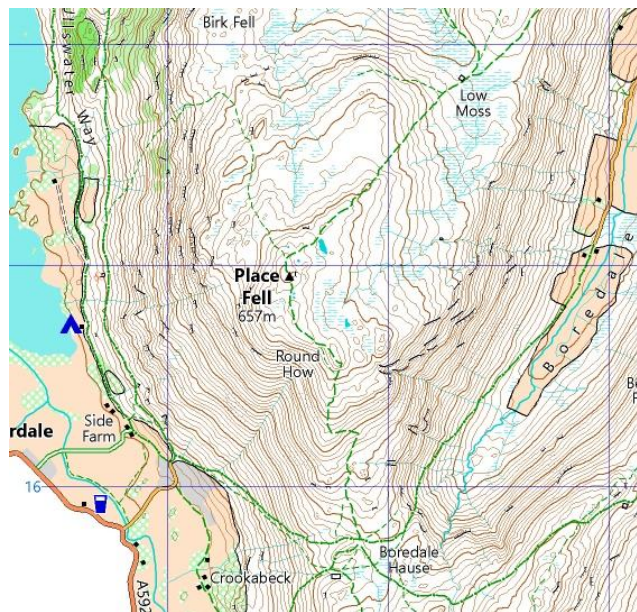 Ullswater
Way
Birk Fell
Low
Moss
Place
Fell
657m
Round
How
Boredale
Side
Farm
rdale
16
Boredale
Hause
Crookabeck
A592